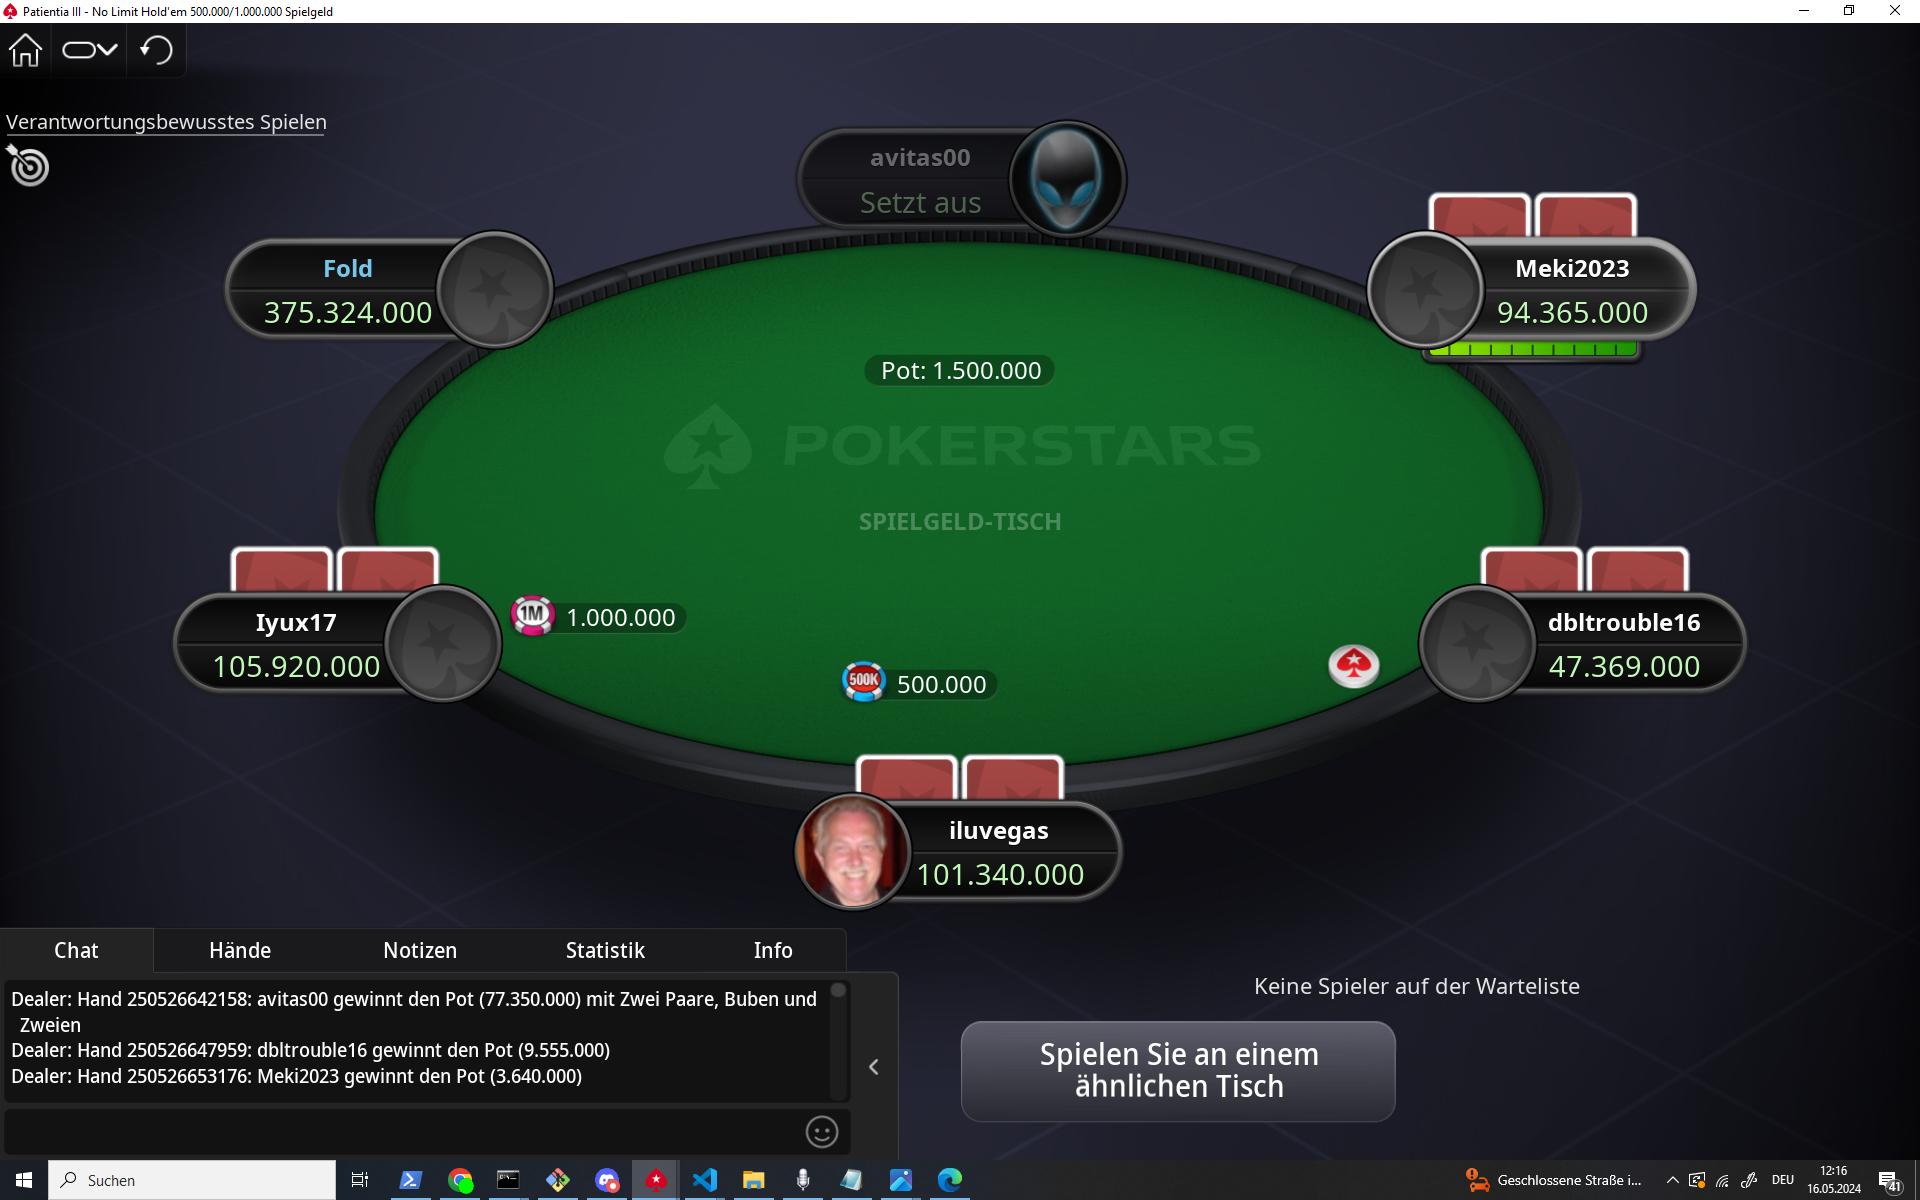 Patientia III - No Limit Hold'em 500.000/1.000.000 Spielgeld
Verantwortungsbewusstes Spielen
avitas00
Setzt aus
Fold
375.324.000
Meki2023
94.365.000
Pot: 1.500.000
POKERSTARS
SPIELGELD-TISCH
Iyux17
105.920.000
1M
1.000.000
500K
500.000
dbltrouble16
47.369.000
iluvegas
101.340.000
Chat
Hände
Notizen
Statistik
Info
Dealer: Hand 250526642158: avitas00 gewinnt den Pot (77.350.000) mit Zwei Paare, Buben und
Zweien
Dealer: Hand 250526647959: dbltrouble16 gewinnt den Pot (9.555.000)
Dealer: Hand 250526653176: Meki2023 gewinnt den Pot (3.640.000)
Keine Spieler auf der Warteliste
Spielen Sie an einem
ähnlichen Tisch
Suchen
Geschlossene Straße i...
DEU
12:16
16.05.2024
41